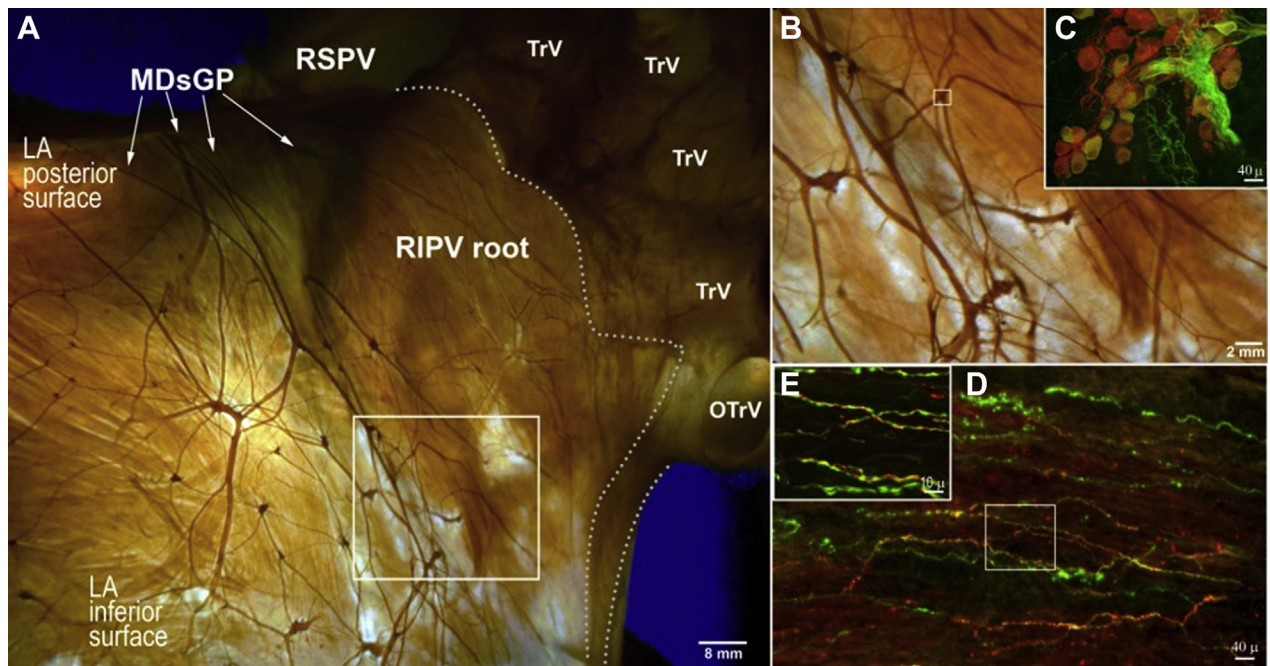 A
RSPV
TrV
TrV
MDsGP
LA
posterior
surface
TrV
RIPV root
TrV
OTrV
LA
inferior
surface
8 mm
B
C
40 µ
2 mm
E
D
10 µ
40 µ